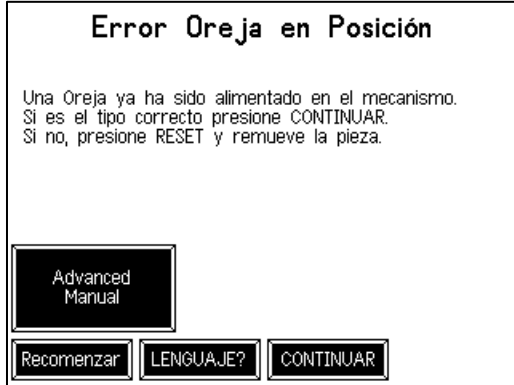 Error Oreja en Posición
Una Oreja ya ha sido alimentado en el mecanismo.
Si es el tipo correcto presione CONTINUAR.
Si no, presione RESET y remueve la pieza.
Advanced
Manual
Recomenzar
LENGUAJE?
CONTINUAR